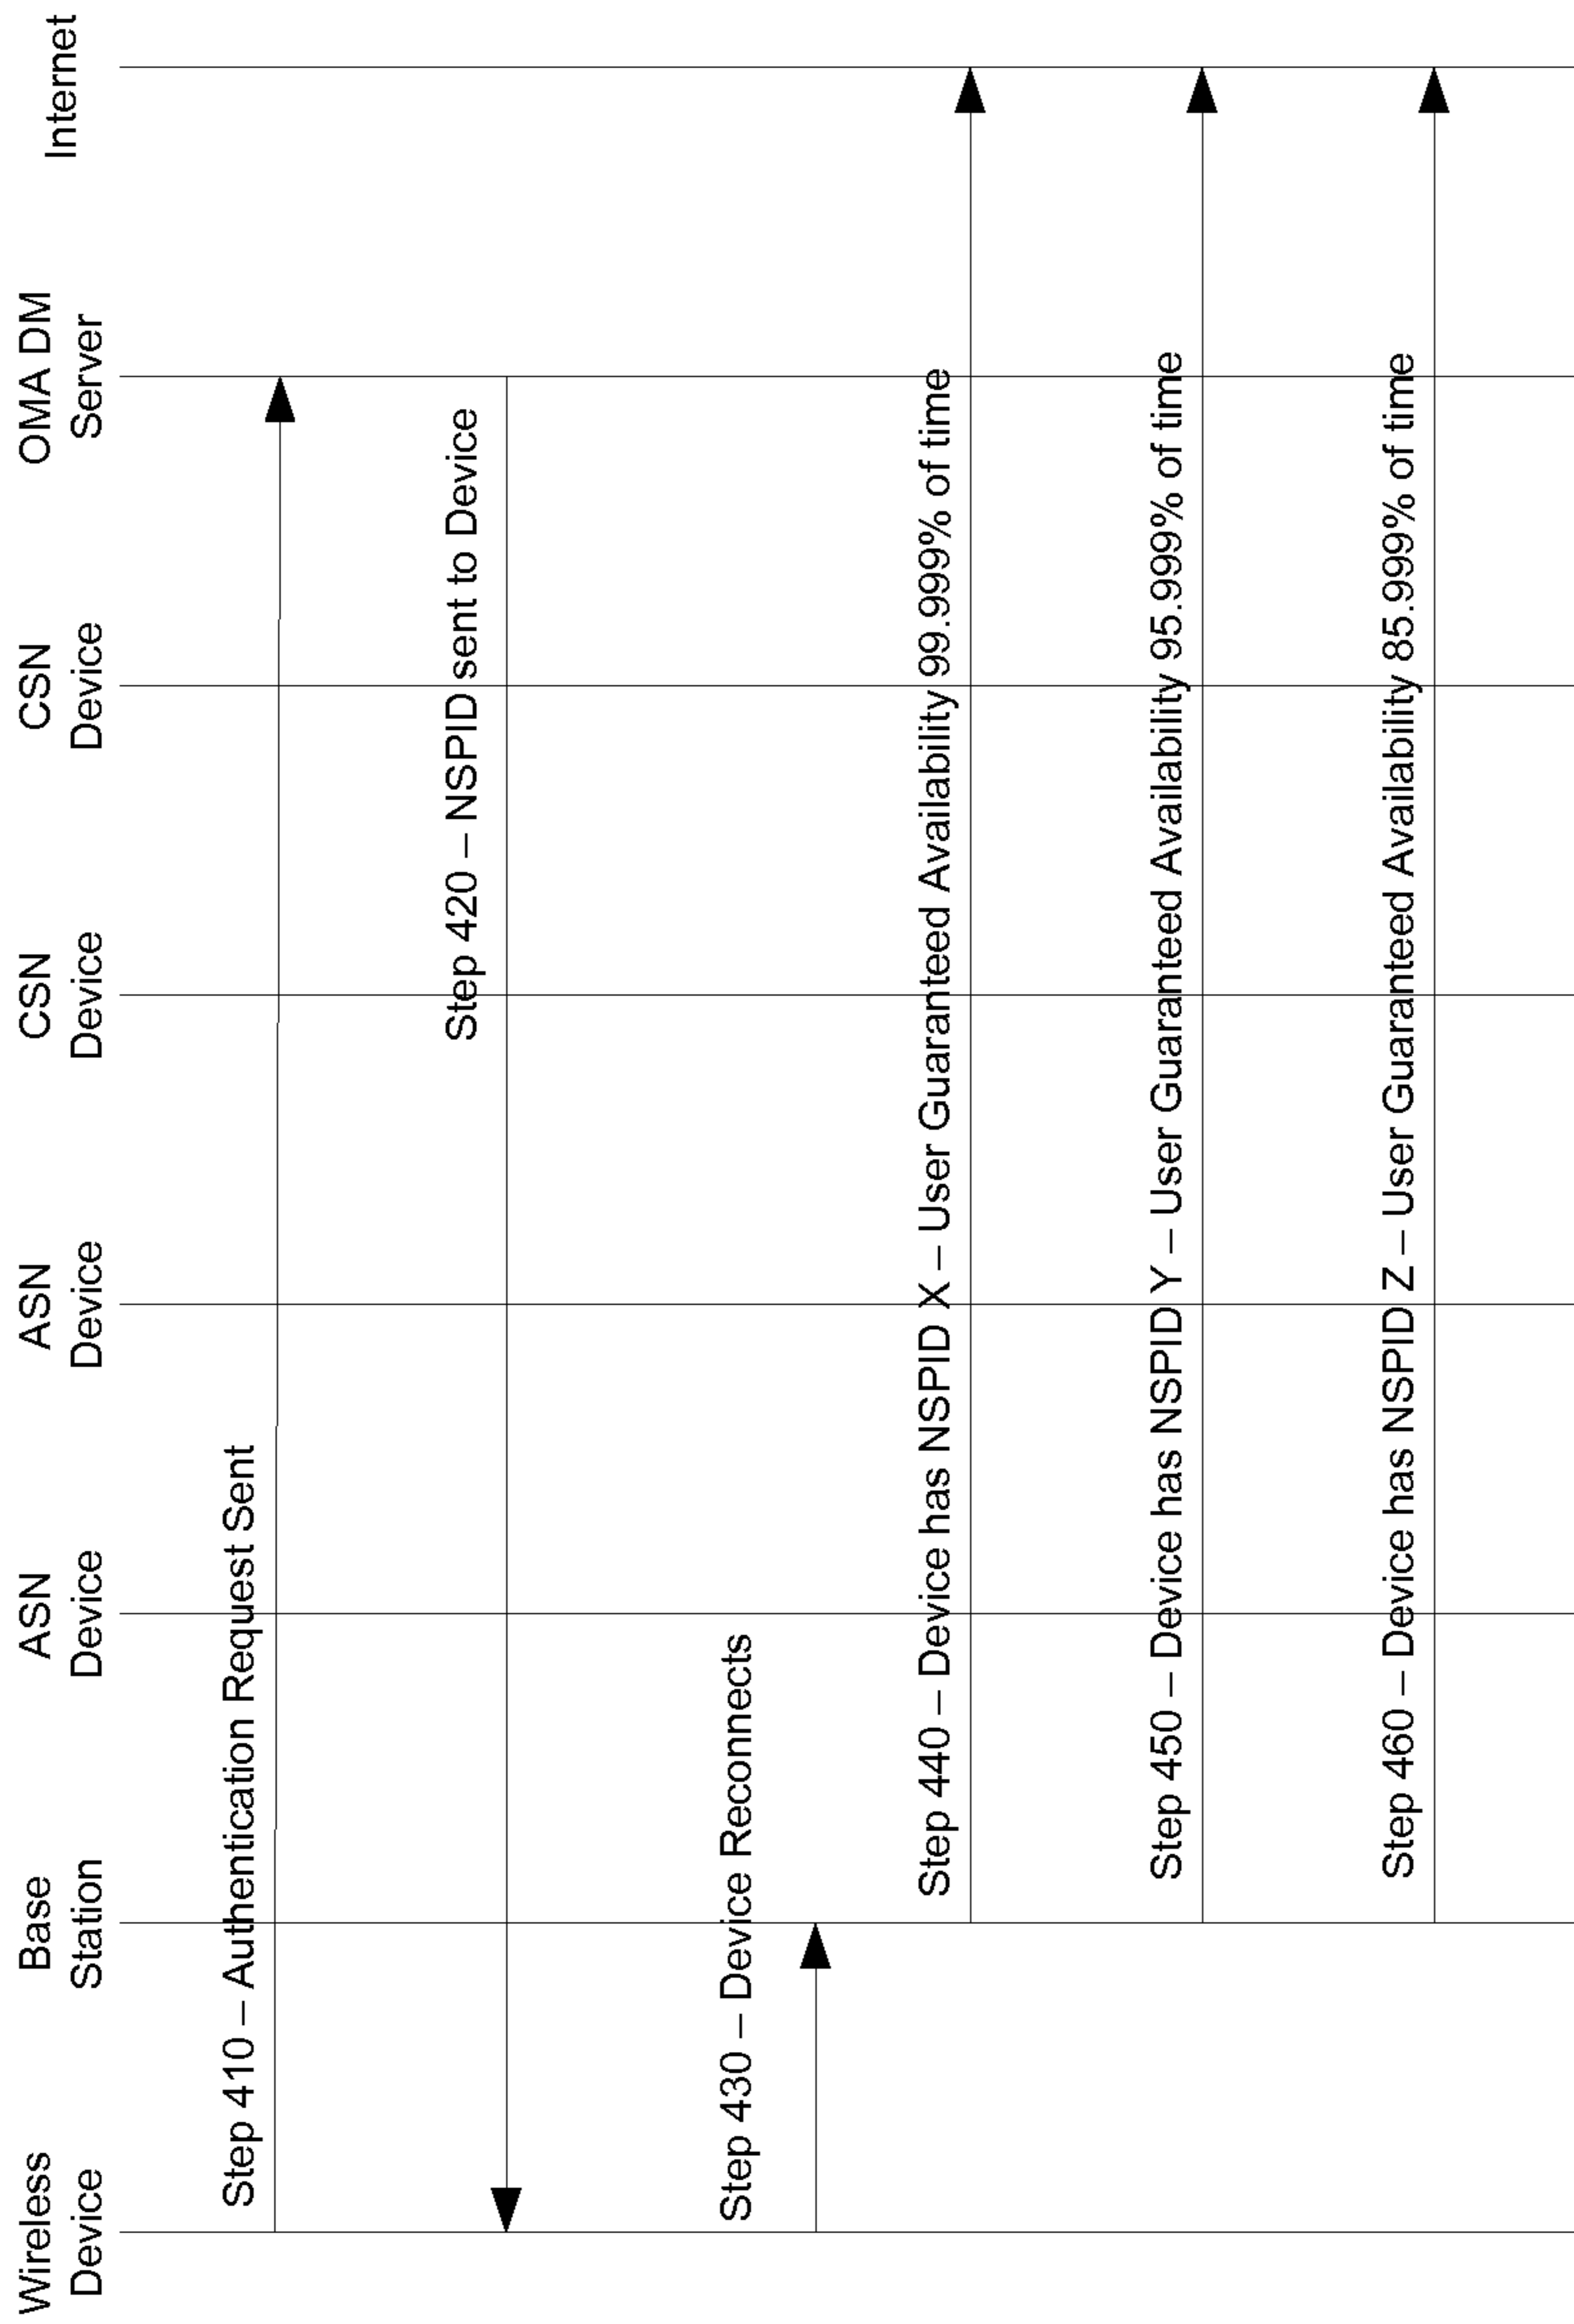 Wireless
Device
Base
Station
ASN
Device
ASN
Device
CSN
Device
CSN
Device
OMA DM
Server
Internet
Step 410 – Authentication Request Sent
Step 420 – NSPID sent to Device
Step 430 – Device Reconnects
Step 440 – Device has NSPID X – User Guaranteed Availability 99.999% of time
Step 450 – Device has NSPID Y – User Guaranteed Availability 95.999% of time
Step 460 – Device has NSPID Z – User Guaranteed Availability 85.999% of time